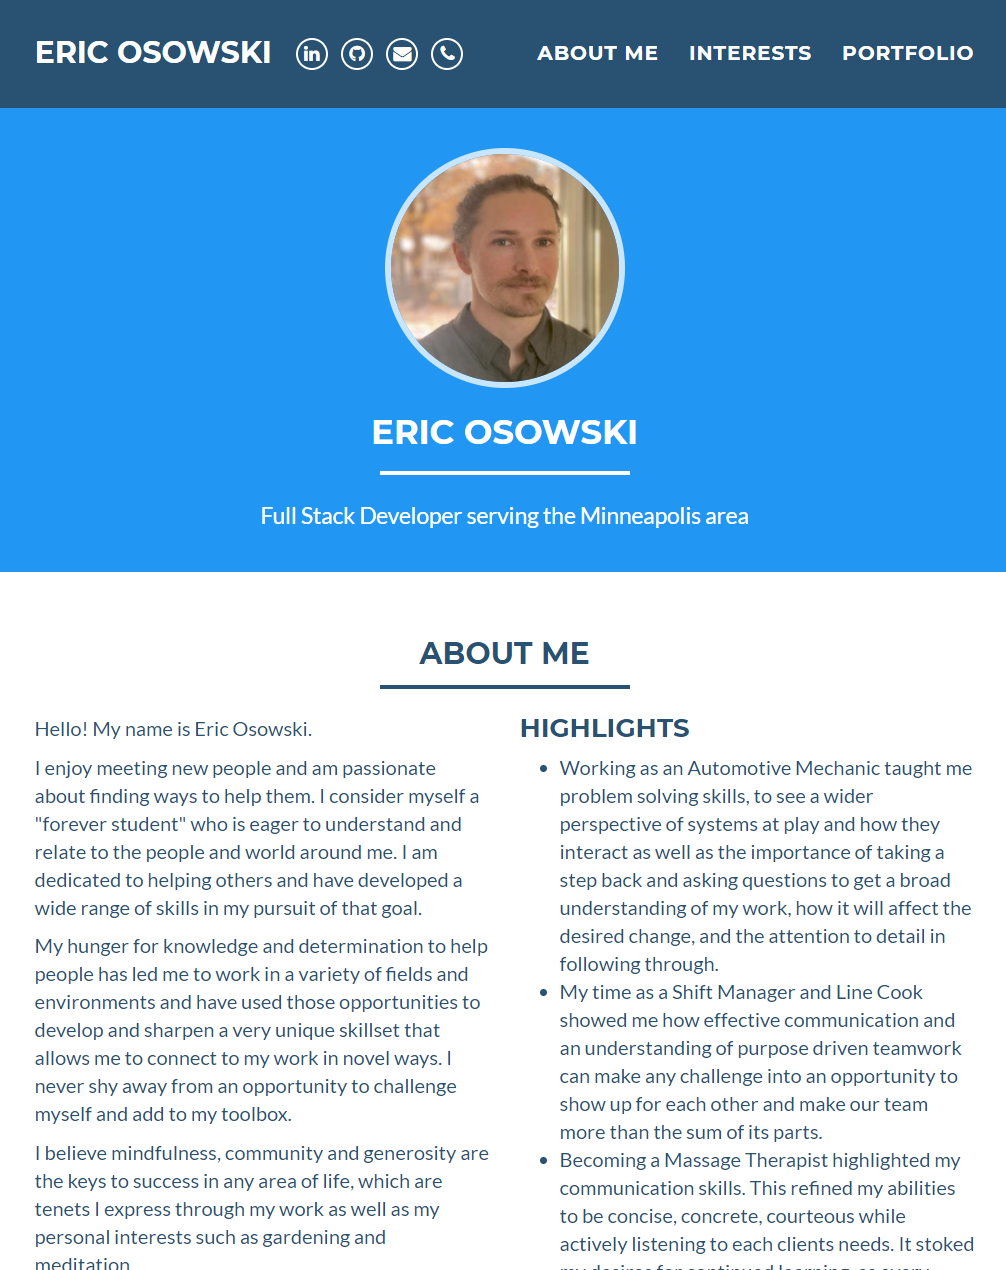 ERIC OSOWSKI
ABOUT ME INTERESTS PORTFOLIO
ERIC OSOWSKI
Full Stack Developer serving the Minneapolis area
ABOUT ME
Hello! My name is Eric Osowski.
I enjoy meeting new people and am passionate
about finding ways to help them. I consider myself a
"forever student" who is eager to understand and
relate to the people and world around me. I am
dedicated to helping others and have developed a
wide range of skills in my pursuit of that goal.
My hunger for knowledge and determination to help
people has led me to work in a variety of fields and
environments and have used those opportunities to
develop and sharpen a very unique skillset that
allows me to connect to my work in novel ways. I
never shy away from an opportunity to challenge
myself and add to my toolbox.
I believe mindfulness, community and generosity are
the keys to success in any area of life, which are
tenets I express through my work as well as my
personal interests such as gardening and
meditation.
HIGHLIGHTS
• Working as an Automotive Mechanic taught me
problem solving skills, to see a wider
perspective of systems at play and how they
interact as well as the importance of taking a
step back and asking questions to get a broad
understanding of my work, how it will affect the
desired change, and the attention to detail in
following through.
• My time as a Shift Manager and Line Cook
showed me how effective communication and
an understanding of purpose driven teamwork
can make any challenge into an opportunity to
show up for each other and make our team
more than the sum of its parts.
• Becoming a Massage Therapist highlighted my
communication skills. This refined my abilities
to be concise, concrete, courteous while
actively listening to each clients needs. It stoked
my desire for continued learning, as every